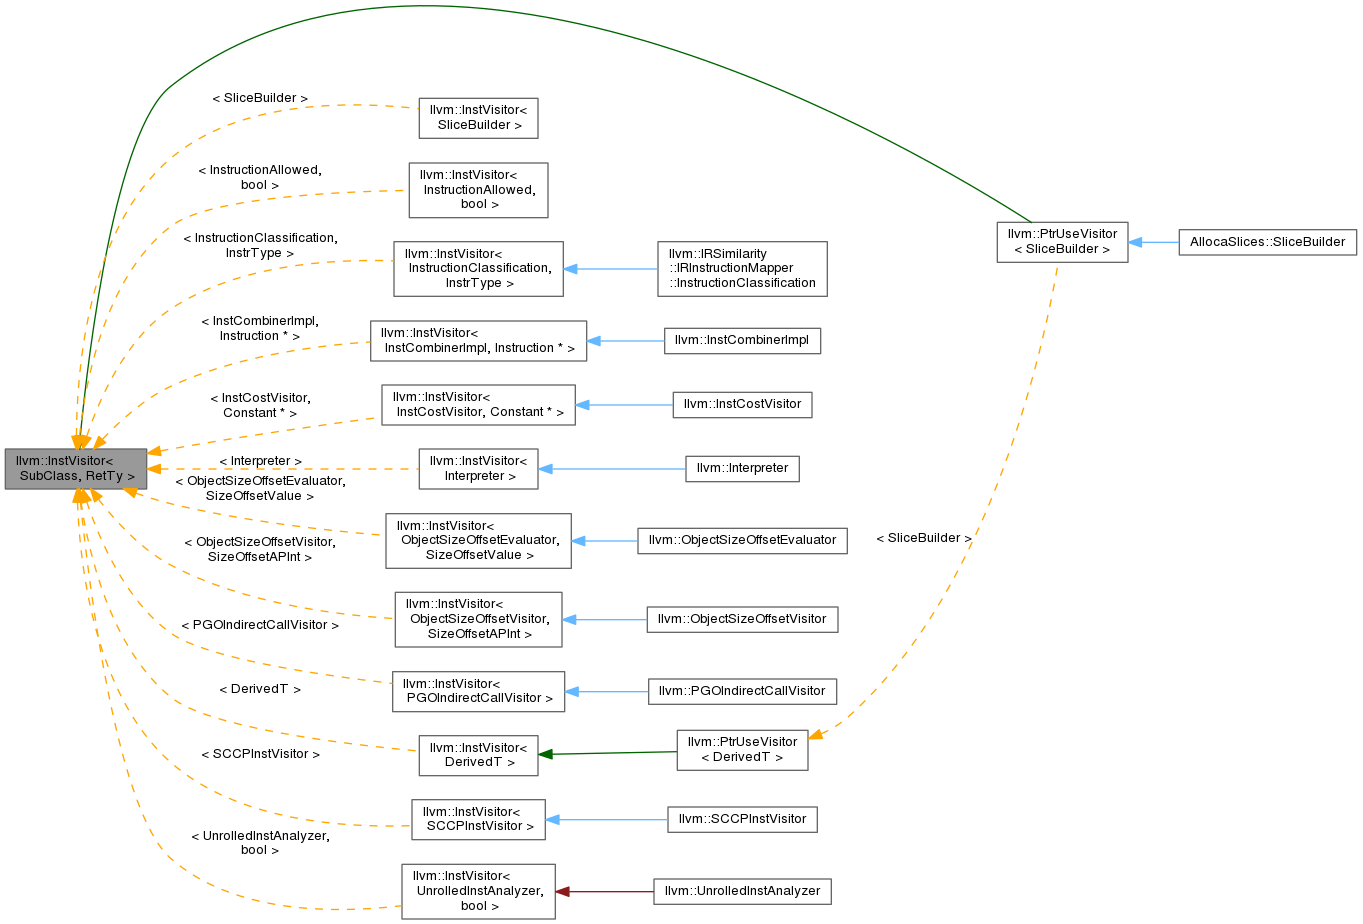 < SliceBuilder >
llvm::InstVisitor<
SliceBuilder >
< InstructionAllowed,
bool >
llvm::InstVisitor<
InstructionAllowed,
bool >
< InstructionClassification,
InstrType >
llvm::InstVisitor<
InstructionClassification,
InstrType >
llvm::IRSimilarity
::IRInstructionMapper
::InstructionClassification
llvm::PtrUseVisitor
< SliceBuilder >
AllocaSlices::SliceBuilder
< InstCombinerImpl,
Instruction * >
llvm::InstVisitor<
InstCombinerImpl, Instruction * >
llvm::InstCombinerImpl
< InstCostVisitor,
Constant * >
llvm::InstVisitor<
InstCostVisitor, Constant * >
llvm::InstCostVisitor
llvm::InstVisitor<
SubClass, RetTy >
< Interpreter >
llvm::InstVisitor<
Interpreter >
llvm::Interpreter
< ObjectSizeOffsetEvaluator,
SizeOffsetValue >
llvm::InstVisitor<
ObjectSizeOffsetEvaluator,
SizeOffsetValue >
llvm::ObjectSizeOffsetEvaluator
< SliceBuilder >
< ObjectSizeOffsetVisitor,
SizeOffsetAPInt >
llvm::InstVisitor<
ObjectSizeOffsetVisitor,
SizeOffsetAPInt >
llvm::ObjectSizeOffsetVisitor
< PGOIndirectCallVisitor >
llvm::InstVisitor<
PGOIndirectCallVisitor >
llvm::PGOIndirectCallVisitor
< DerivedT >
llvm::InstVisitor<
DerivedT >
llvm::PtrUseVisitor
< DerivedT >
< SCCPInstVisitor >
llvm::InstVisitor<
SCCPInstVisitor >
llvm::SCCPInstVisitor
< UnrolledInstAnalyzer,
bool >
llvm::InstVisitor<
UnrolledInstAnalyzer,
bool >
llvm::UnrolledInstAnalyzer